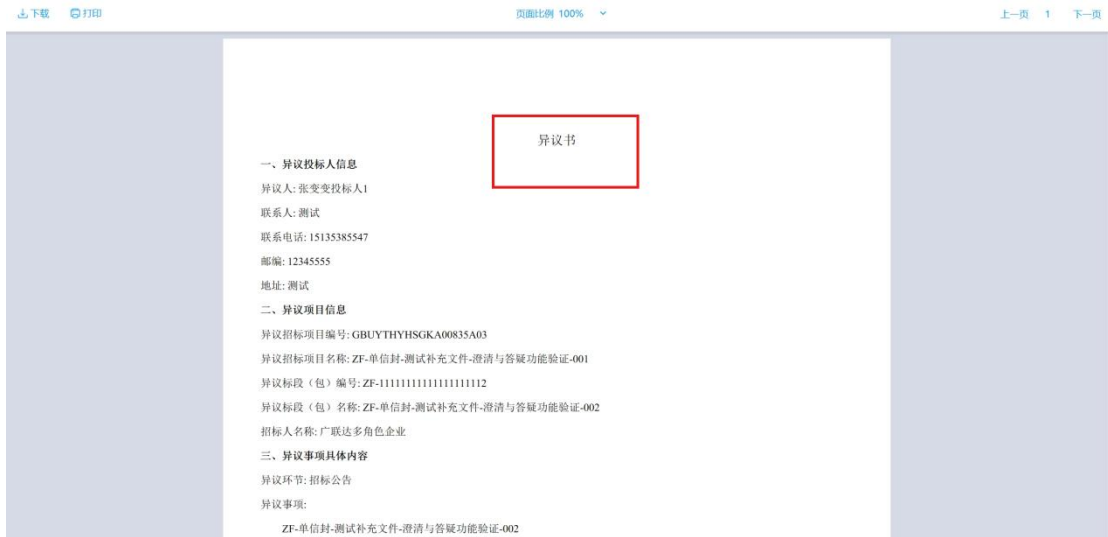 下载 打印 页面比例 100% 上一页 1 下一页
异议书
一、异议投标人信息
异议人: 张变变投标人1
联系人: 测试
联系电话: 15135385547
邮编: 12345555
地址: 测试
二、异议项目信息
异议招标项目编号: GBUYTHYHSGKA00835A03
异议招标项目名称: ZF-单信封-测试补充文件-澄清与答疑功能验证-001
异议标段（包）编号: ZF-11111111111111111112
异议标段（包）名称: ZF-单信封-测试补充文件-澄清与答疑功能验证-002
招标人名称: 广联达多角色企业
三、异议事项具体内容
异议环节: 招标公告
异议事项:
ZF-单信封-测试补充文件-澄清与答疑功能验证-002